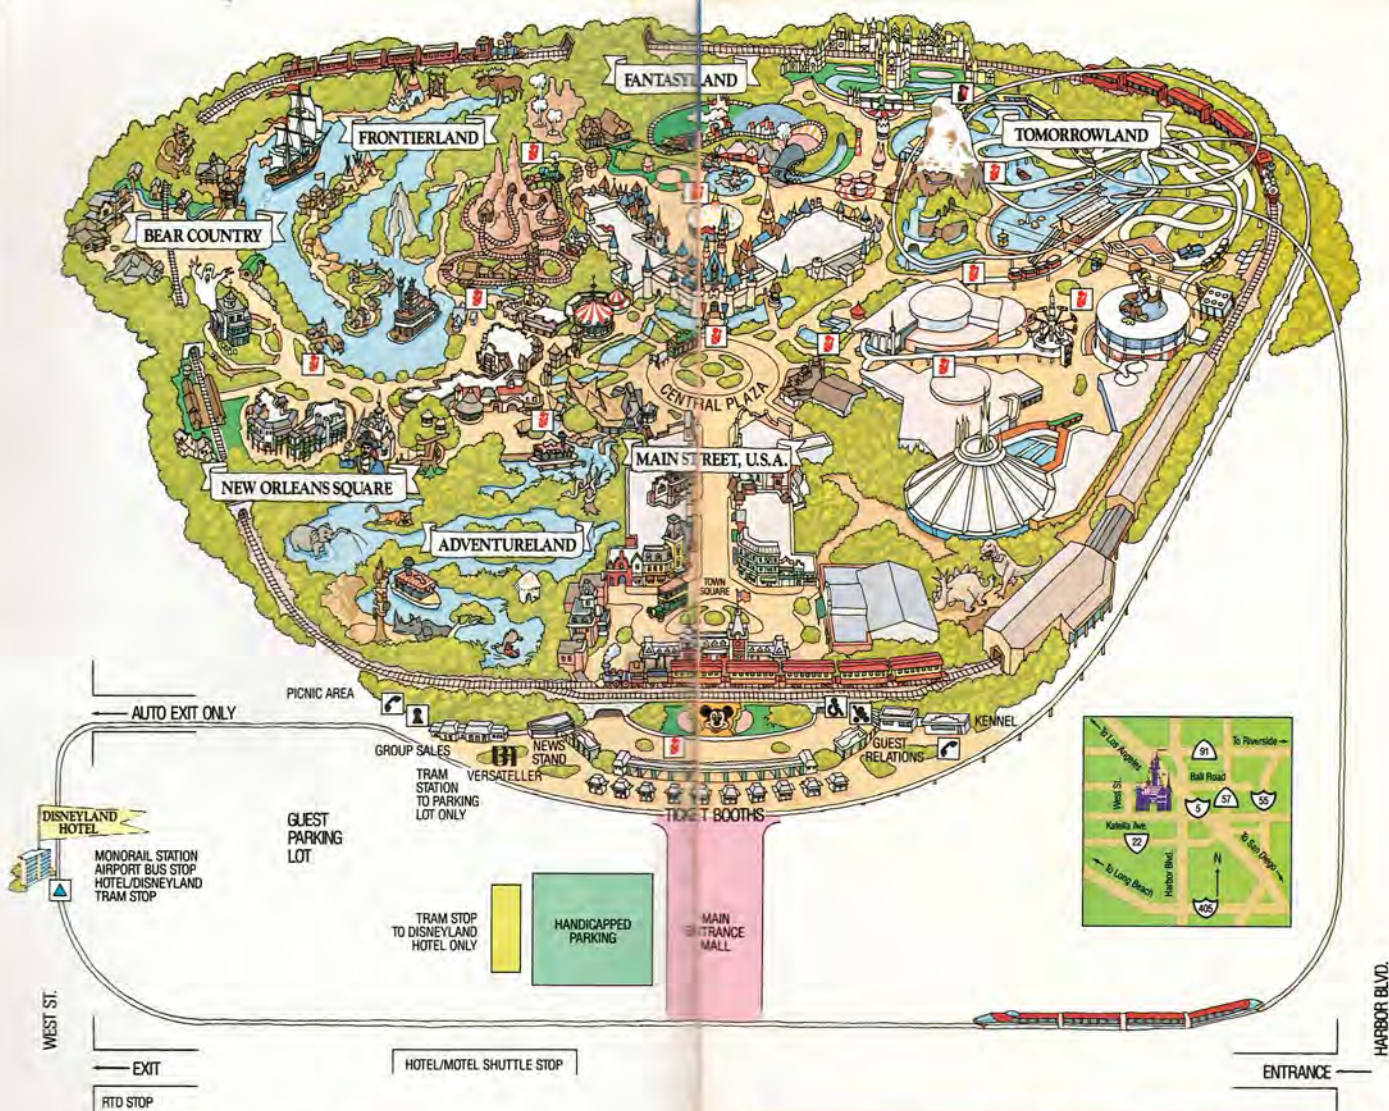 FANTASYLAND
FRONTIERLAND
TOMORROWLAND
BEAR COUNTRY
CENTRAL PLAZA
MAIN STREET, U.S.A.
NEW ORLEANS SQUARE
ADVENTURELAND
TOWN
SQUARE
PICNIC AREA
AUTO EXIT ONLY
GROUP SALES
VERSATELLER
NEWS
STAND
GUEST
RELATIONS
KENNEL
TRAM
STATION
TO PARKING
LOT ONLY
TICKET BOOTHS
DISNEYLAND
HOTEL
GUEST
PARKING
LOT
MONORAIL STATION
AIRPORT BUS STOP
HOTEL/DISNEYLAND
TRAM STOP
TRAM STOP
TO DISNEYLAND
HOTEL ONLY
HANDICAPPED
PARKING
MAIN
ENTRANCE
MALL
To Los Angeles
91
To Riverside
West St.
Ball Road
5
57
55
Katella Ave.
22
To Long Beach
Harbor Blvd.
N
To San Diego
405
WEST ST.
HARBOR BLVD.
EXIT
HOTEL/MOTEL SHUTTLE STOP
ENTRANCE
RTD STOP